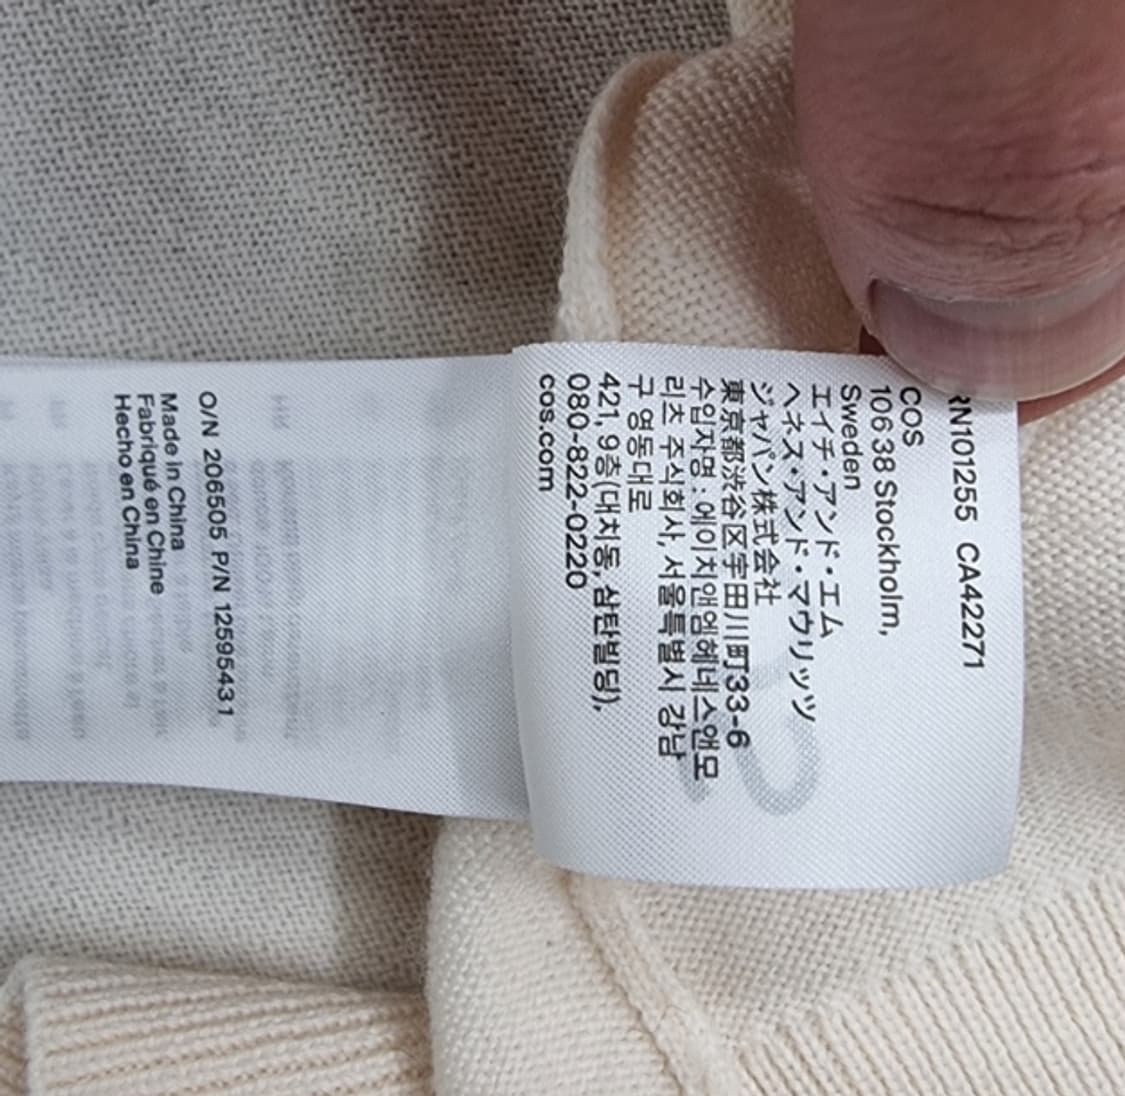 RN101255 CA42271
COS
106 38 Stockholm,
Sweden
エイチ・アンド・エム
ヘネス・アンド・マウリッツ
ジャパン株式会社
東京都渋谷区宇田川町33-6
수입자명 : 에이치앤엠헤네스앤모
리츠 주식회사, 서울특별시 강남
구 영동대로
421, 9층(대치동, 삼탄빌딩),
080-822-0220
cos.com
O/N 206505 P/N 12595431
Made in China
Fabriqué en Chine
Hecho en China